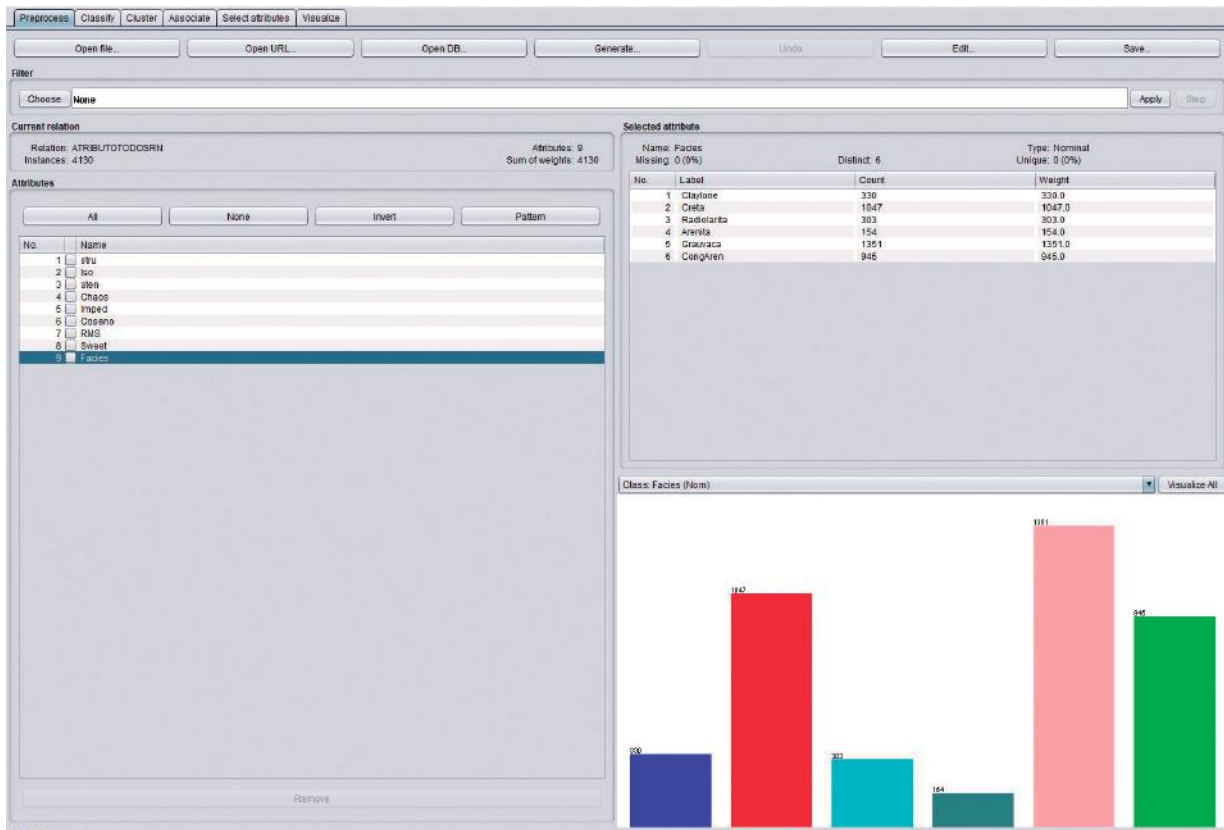 Preprocess Classify Cluster Associate Select attributes Visualize
Open file... Open URL... Open DB... Generate... Undo Edit... Save...
Filter
Choose None Apply Stop
Current relation
Relation: ATRIBUTOTODOSRN Attributes: 9
Instances: 4130 Sum of weights: 4130
Attributes
All None Invert Pattern
No. Name
1 stru
2 Iso
3 sten
4 Chaos
5 Imped
6 Coseno
7 RMS
8 Sweet
9 Facies
Remove
Selected attribute
Name: Facies Type: Nominal
Missing: 0 (0%) Distinct: 6 Unique: 0 (0%)
No. Label Count Weight
1 Claytone 330 330.0
2 Creta 1047 1047.0
3 Radiolarita 303 303.0
4 Arenita 154 154.0
5 Grauvaca 1351 1351.0
6 CongAren 945 945.0
Class: Facies (Nom) Visualize All
330
1047
303
154
1351
945